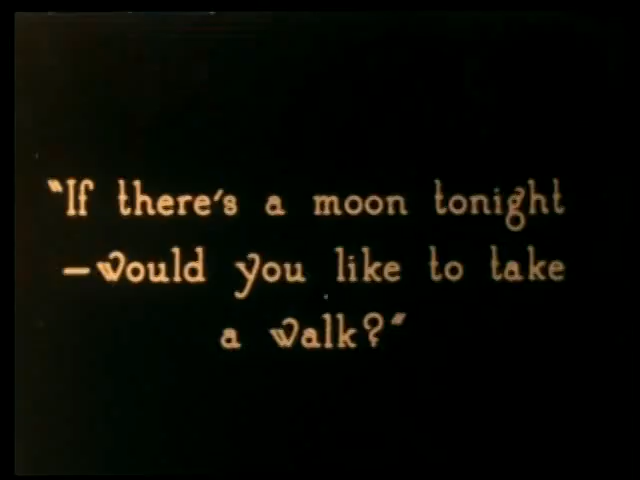 "If there's a moon tonight
—would you like to take
a walk?"